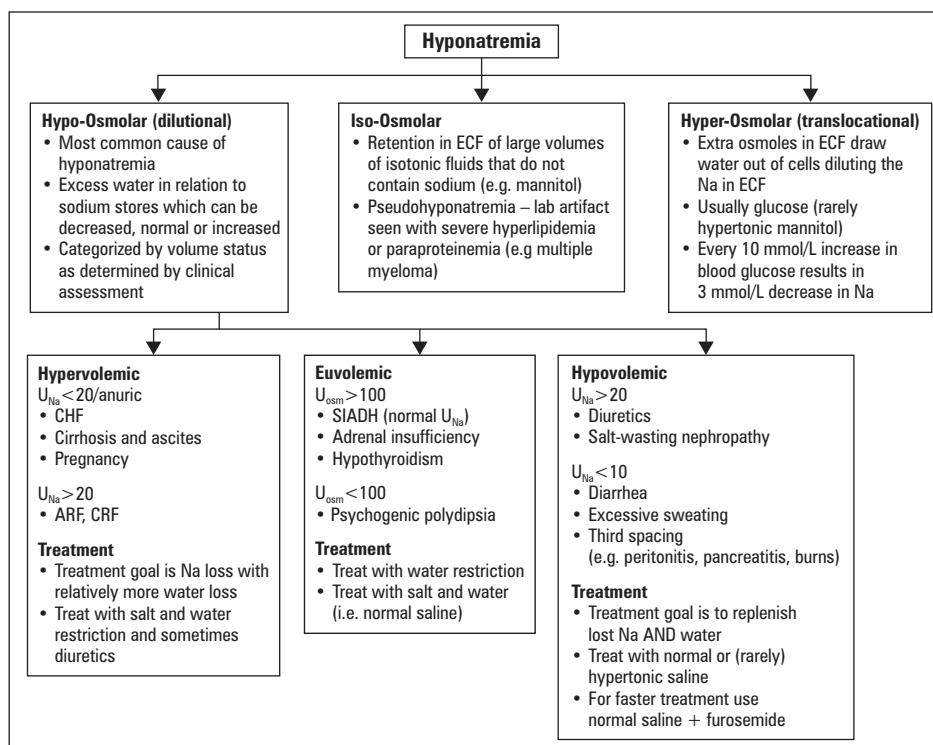 Hyponatremia
Hypo-Osmolar (dilutional)
• Most common cause of
hyponatremia
• Excess water in relation to
sodium stores which can be
decreased, normal or increased
• Categorized by volume status
as determined by clinical
assessment
Iso-Osmolar
• Retention in ECF of large volumes
of isotonic fluids that do not
contain sodium (e.g. mannitol)
• Pseudohyponatremia – lab artifact
seen with severe hyperlipidemia
or paraproteinemia (e.g multiple
myeloma)
Hyper-Osmolar (translocational)
• Extra osmoles in ECF draw
water out of cells diluting the
Na in ECF
• Usually glucose (rarely
hypertonic mannitol)
• Every 10 mmol/L increase in
blood glucose results in
3 mmol/L decrease in Na
Hypervolemic
UNa<20/anuric
• CHF
• Cirrhosis and ascites
• Pregnancy
UNa>20
• ARF, CRF
Treatment
• Treatment goal is Na loss with
relatively more water loss
• Treat with salt and water
restriction and sometimes
diuretics
Euvolemic
Uosm>100
• SIADH (normal UNa)
• Adrenal insufficiency
• Hypothyroidism
Uosm<100
• Psychogenic polydipsia
Treatment
• Treat with water restriction
• Treat with salt and water
(i.e. normal saline)
Hypovolemic
UNa>20
• Diuretics
• Salt-wasting nephropathy
UNa<10
• Diarrhea
• Excessive sweating
• Third spacing
(e.g. peritonitis, pancreatitis, burns)
Treatment
• Treatment goal is to replenish
lost Na AND water
• Treat with normal or (rarely)
hypertonic saline
• For faster treatment use
normal saline + furosemide